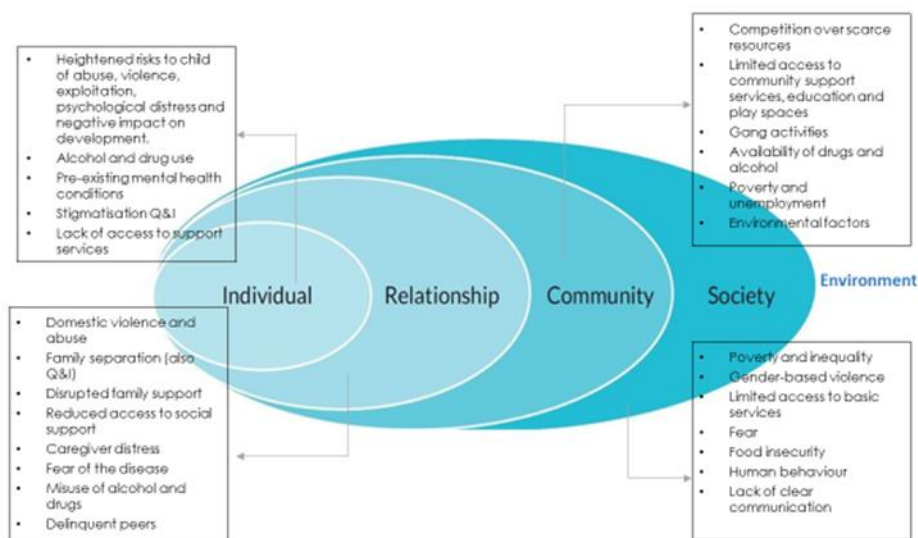 • Heightened risks to child
of abuse, violence,
exploitation,
psychological distress and
negative impact on
development.
• Alcohol and drug use
• Pre-existing mental health
conditions
• Stigmatisation Q&I
• Lack of access to support
services
• Competition over scarce
resources
• Limited access to
community support
services, education and
play spaces
• Gang activities
• Availability of drugs and
alcohol
• Poverty and
unemployment
• Environmental factors
Individual
Relationship
Community
Society
Environment
• Domestic violence and
abuse
• Family separation (also
Q&I)
• Disrupted family support
• Reduced access to social
support
• Caregiver distress
• Fear of the disease
• Misuse of alcohol and
drugs
• Delinquent peers
• Poverty and inequality
• Gender-based violence
• Limited access to basic
services
• Fear
• Food insecurity
• Human behaviour
• Lack of clear
communication